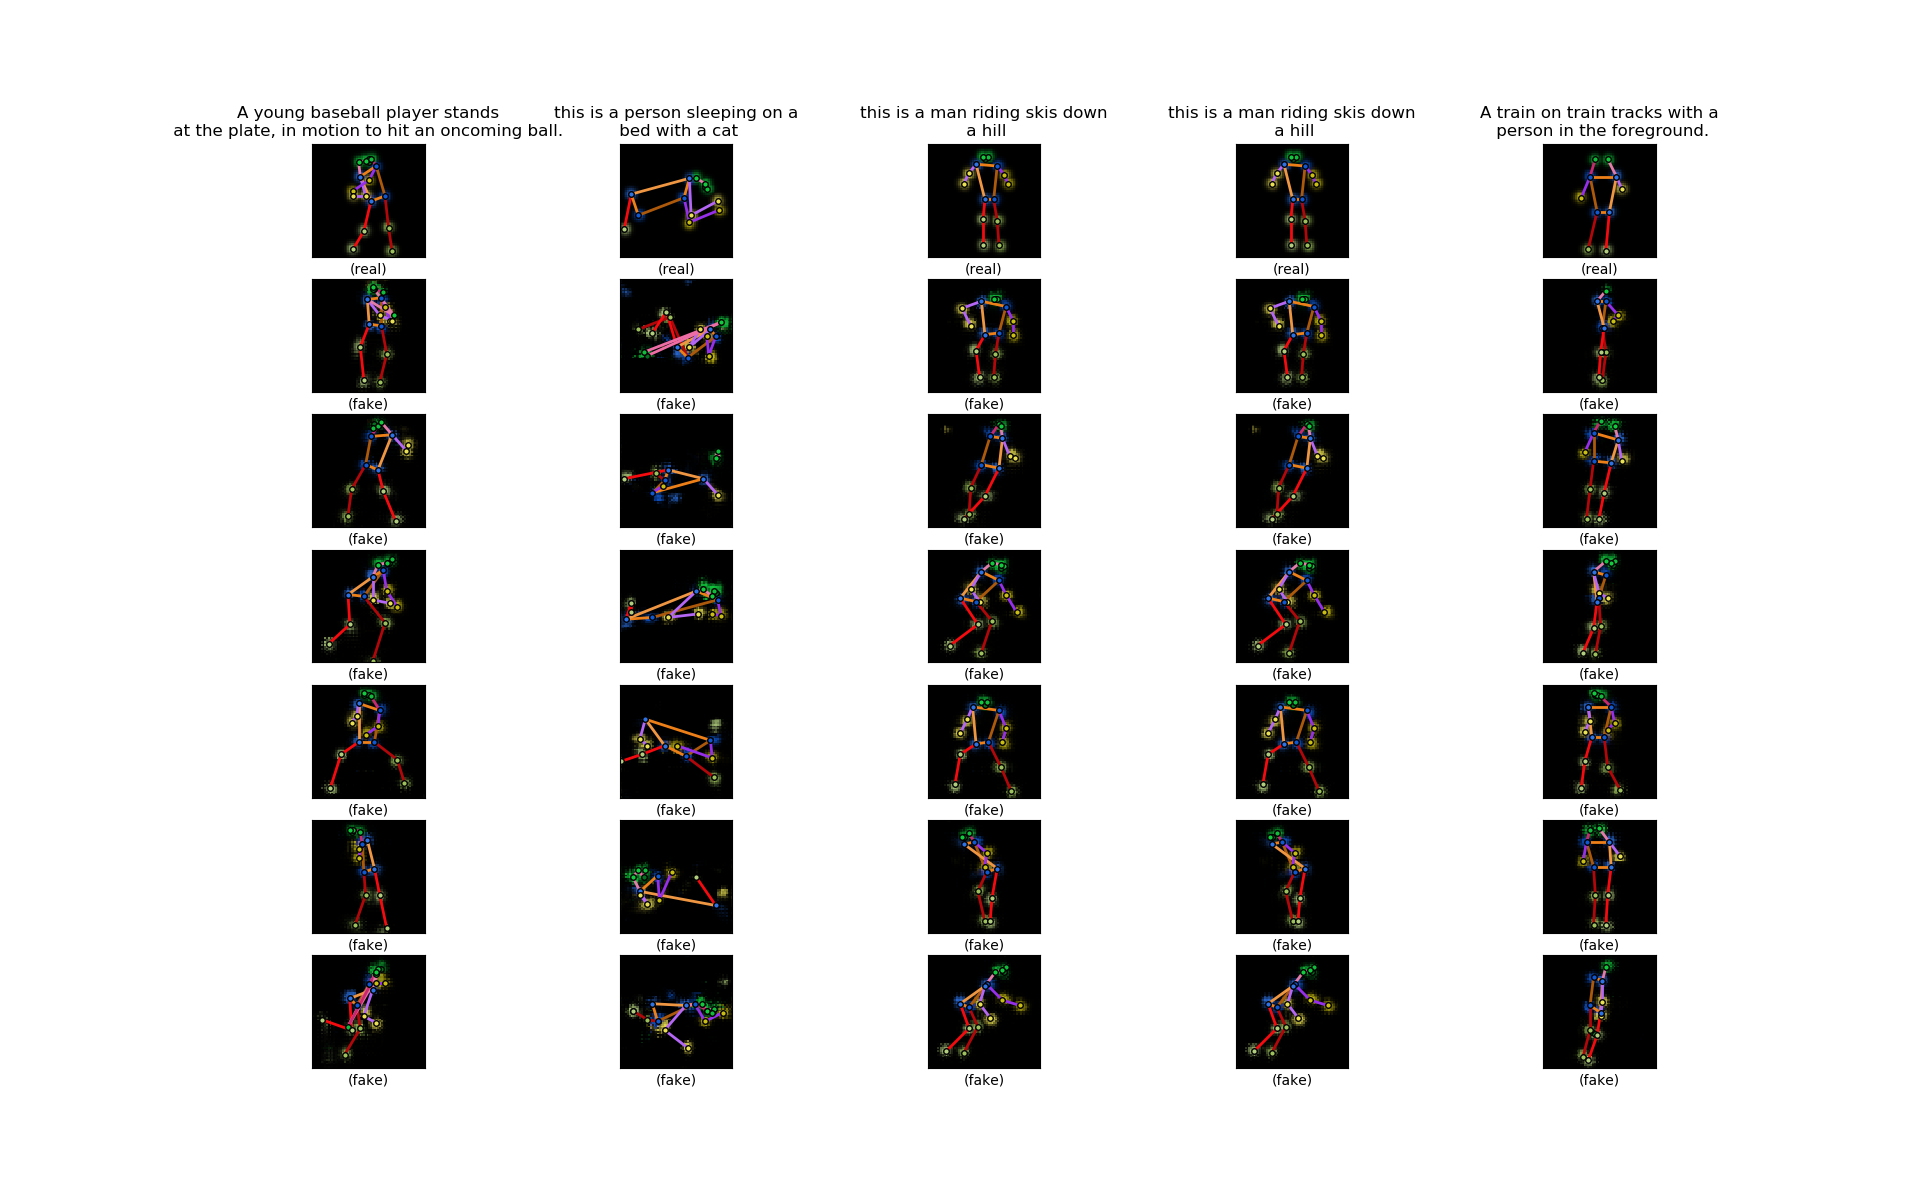 A young baseball player stands
at the plate, in motion to hit an oncoming ball.
this is a person sleeping on a
bed with a cat
this is a man riding skis down
a hill
this is a man riding skis down
a hill
A train on train tracks with a
person in the foreground.
(real) (real) (real) (real) (real)
(fake) (fake) (fake) (fake) (fake)
(fake) (fake) (fake) (fake) (fake)
(fake) (fake) (fake) (fake) (fake)
(fake) (fake) (fake) (fake) (fake)
(fake) (fake) (fake) (fake) (fake)
(fake) (fake) (fake) (fake) (fake)